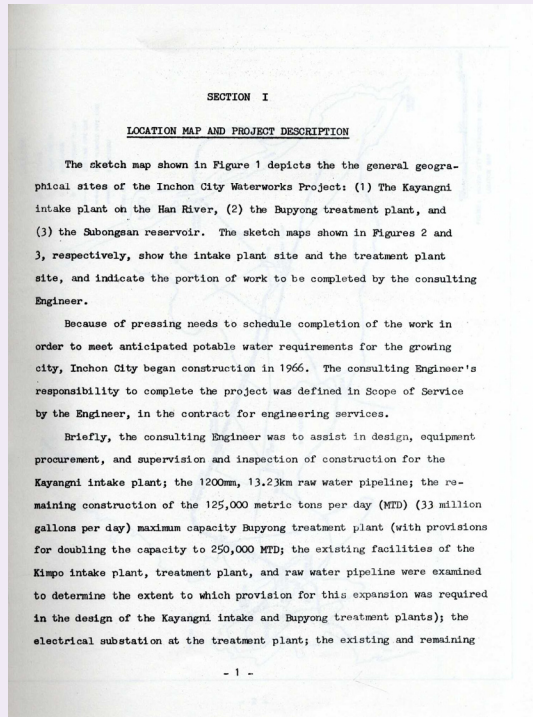 SECTION I
LOCATION MAP AND PROJECT DESCRIPTION
The sketch map shown in Figure 1 depicts the the general geogra-
phical sites of the Inchon City Waterworks Project: (1) The Kayangni
intake plant on the Han River, (2) the Bupyong treatment plant, and
(3) the Subongsan reservoir. The sketch maps shown in Figures 2 and
3, respectively, show the intake plant site and the treatment plant
site, and indicate the portion of work to be completed by the consulting
Engineer.
Because of pressing needs to schedule completion of the work in
order to meet anticipated potable water requirements for the growing
city, Inchon City began construction in 1966. The consulting Engineer's
responsibility to complete the project was defined in Scope of Service
by the Engineer, in the contract for engineering services.
Briefly, the consulting Engineer was to assist in design, equipment
procurement, and supervision and inspection of construction for the
Kayangni intake plant; the 1200mm, 13.23km raw water pipeline; the re-
maining construction of the 125,000 metric tons per day (MTD) (33 million
gallons per day) maximum capacity Bupyong treatment plant (with provisions
for doubling the capacity to 250,000 MTD; the existing facilities of the
Kimpo intake plant, treatment plant, and raw water pipeline were examined
to determine the extent to which provision for this expansion was required
in the design of the Kayangni intake and Bupyong treatment plants); the
electrical substation at the treatment plant; the existing and remaining
- 1 -